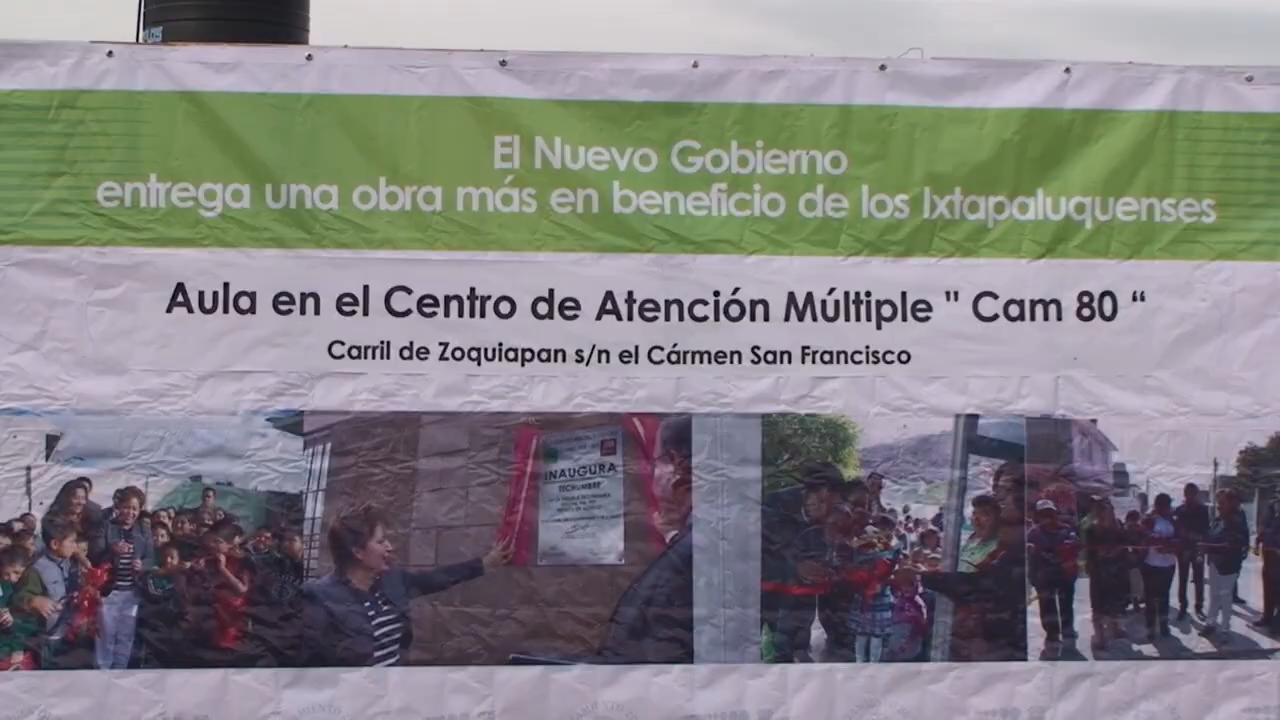 El Nuevo Gobierno
entrega una obra más en beneficio de los Ixtapaluquenses
Aula en el Centro de Atención Múltiple " Cam 80 “
Carril de Zoquiapan s/n el Cármen San Francisco
INAUGURA
TECHUMBRE